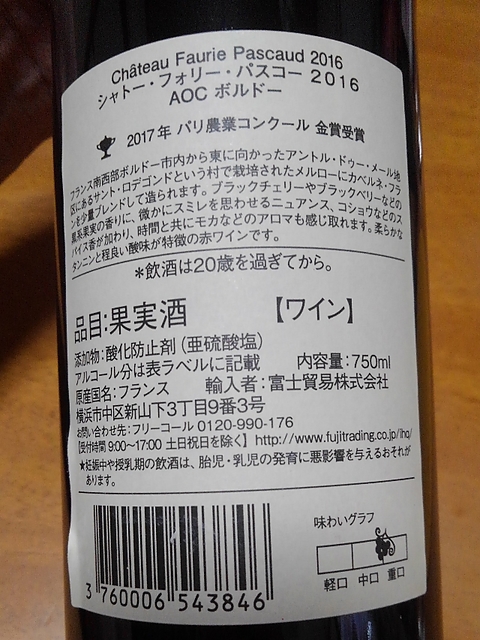 Château Faurie Pascaud 2016
シャトー・フォリー・パスコー 2016
AOC ボルドー
2017年 パリ農業コンクール 金賞受賞
フランス南西部ボルドー市内から東に向かったアントル・ドゥー・メール地
区にあるサント・ロデゴンドという村で栽培されたメルローにカベルネ・フラ
ンを少量ブレンドして造られます。ブラックチェリーやブラックベリーなどの
黒系果実の香りに、微かにスミレを思わせるニュアンス、コショウなどのス
パイス香が加わり、時間と共にモカなどのアロマも感じ取れます。柔らかな
タンニンと程良い酸味が特徴の赤ワインです。
*飲酒は20歳を過ぎてから。
品目:果実酒 【ワイン】
添加物:酸化防止剤(亜硫酸塩)
アルコール分は表ラベルに記載 内容量:750ml
原産国名:フランス 輸入者:富士貿易株式会社
横浜市中区新山下3丁目9番3号
お問い合わせ先:フリーコール 0120-990-176
【受付時間 9:00~17:00 土日祝日を除く】 http://www.fujitrading.co.jp/lhq/
★妊娠中や授乳期の飲酒は、胎児・乳児の発育に悪影響を与えるおそれが
あります。
味わいグラフ
軽口 中口 重口
3 760006 543846